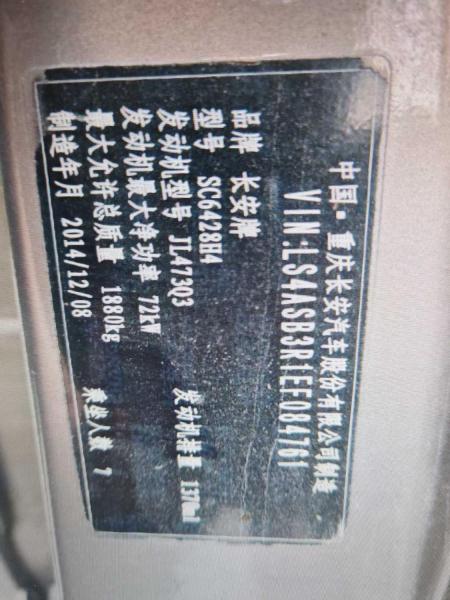 中国·重庆长安汽车股份有限公司制造
VIN:LS4ASB3R1EF084761
品牌 长安牌
型号 SC6428H4
发动机型号 JL473Q3 发动机排量 1370ml
发动机最大净功率 72kW
最大允许总质量 1880kg 乘坐人数 7
制造年月 2014/12/08